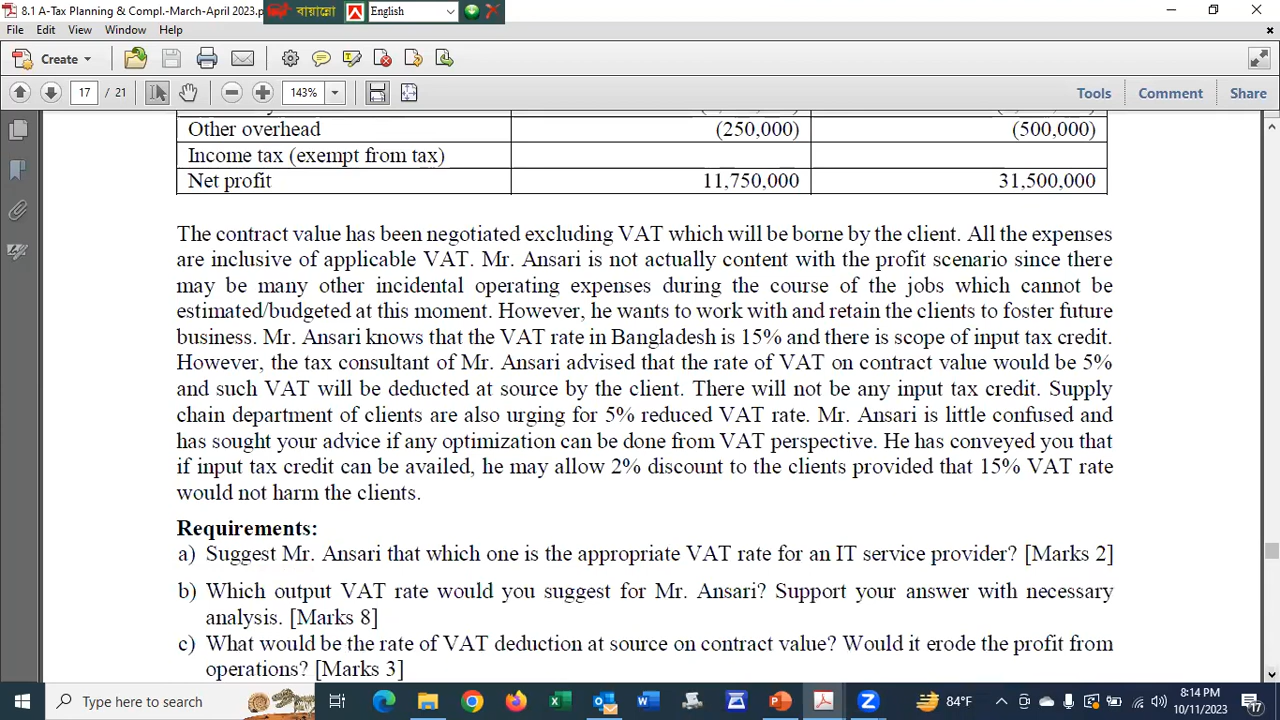 8.1 A-Tax Planning & Compl.-March-April 2023.p
বায়ান্নো
English
File Edit View Window Help
Create
17 / 21
143%
Tools Comment Share
Other overhead (250,000) (500,000)
Income tax (exempt from tax)
Net profit 11,750,000 31,500,000
The contract value has been negotiated excluding VAT which will be borne by the client. All the expenses
are inclusive of applicable VAT. Mr. Ansari is not actually content with the profit scenario since there
may be many other incidental operating expenses during the course of the jobs which cannot be
estimated/budgeted at this moment. However, he wants to work with and retain the clients to foster future
business. Mr. Ansari knows that the VAT rate in Bangladesh is 15% and there is scope of input tax credit.
However, the tax consultant of Mr. Ansari advised that the rate of VAT on contract value would be 5%
and such VAT will be deducted at source by the client. There will not be any input tax credit. Supply
chain department of clients are also urging for 5% reduced VAT rate. Mr. Ansari is little confused and
has sought your advice if any optimization can be done from VAT perspective. He has conveyed you that
if input tax credit can be availed, he may allow 2% discount to the clients provided that 15% VAT rate
would not harm the clients.
Requirements:
a) Suggest Mr. Ansari that which one is the appropriate VAT rate for an IT service provider? [Marks 2]
b) Which output VAT rate would you suggest for Mr. Ansari? Support your answer with necessary
analysis. [Marks 8]
c) What would be the rate of VAT deduction at source on contract value? Would it erode the profit from
operations? [Marks 3]
Type here to search
84°F
8:14 PM
10/11/2023
17